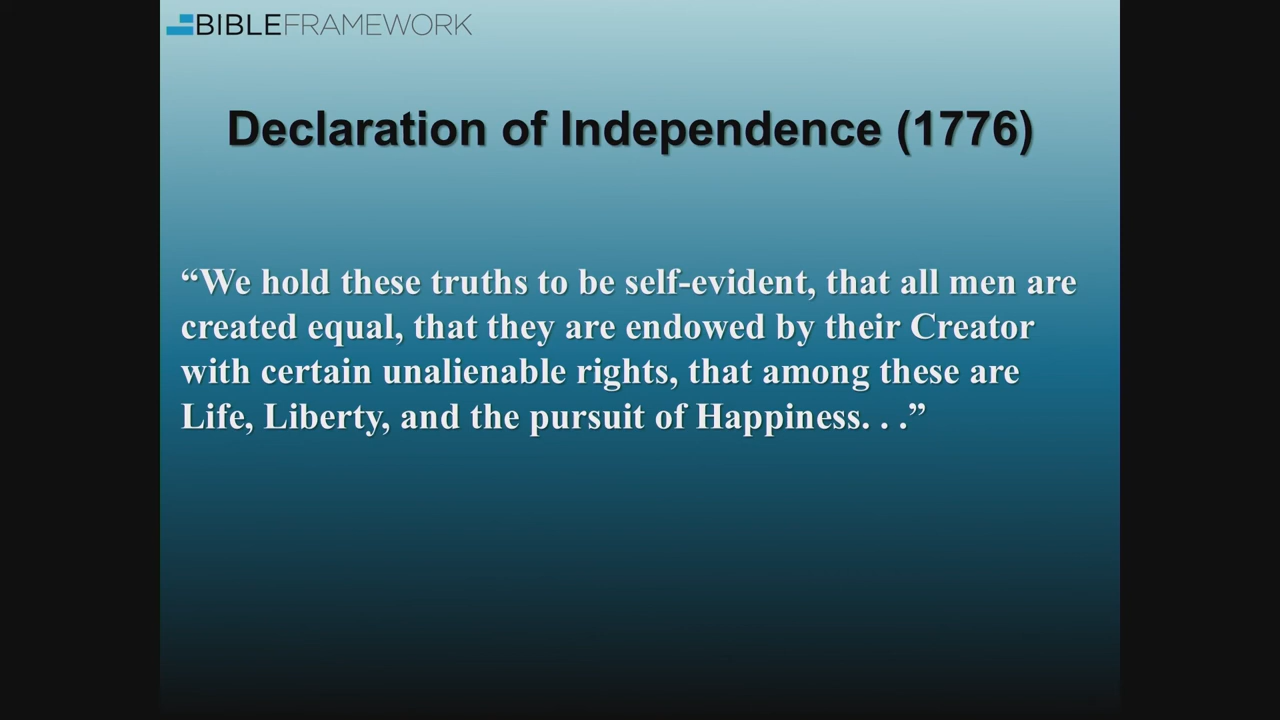 BIBLEFRAMEWORK
Declaration of Independence (1776)
“We hold these truths to be self-evident, that all men are
created equal, that they are endowed by their Creator
with certain unalienable rights, that among these are
Life, Liberty, and the pursuit of Happiness. . .”